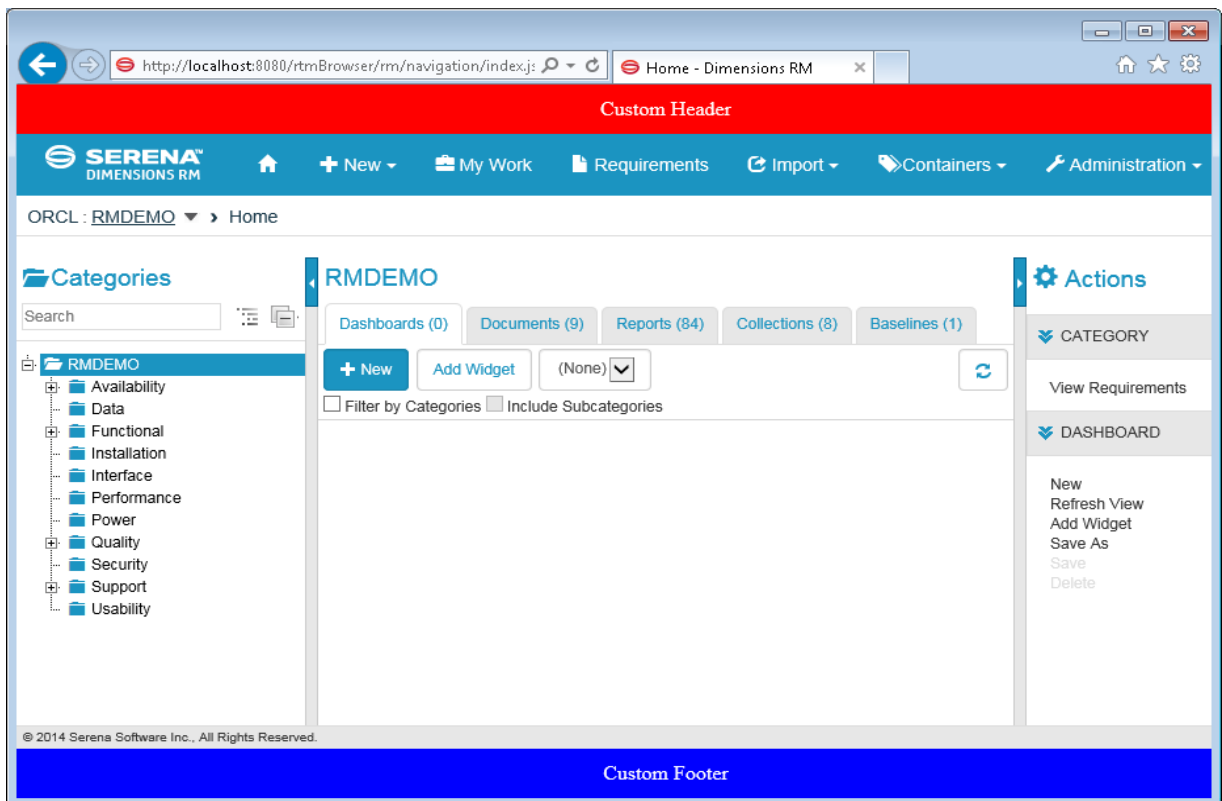 http://localhost:8080/rtmBrowser/rm/navigation/index.js
Home - Dimensions RM
Custom Header
SERENA™
DIMENSIONS RM
New
My Work
Requirements
Import
Containers
Administration
ORCL : RMDEMO › Home
Categories
Search
RMDEMO
Availability
Data
Functional
Installation
Interface
Performance
Power
Quality
Security
Support
Usability
RMDEMO
Dashboards (0)
Documents (9)
Reports (84)
Collections (8)
Baselines (1)
New
Add Widget
(None)
Filter by Categories
Include Subcategories
Actions
CATEGORY
View Requirements
DASHBOARD
New
Refresh View
Add Widget
Save As
Save
Delete
© 2014 Serena Software Inc., All Rights Reserved.
Custom Footer